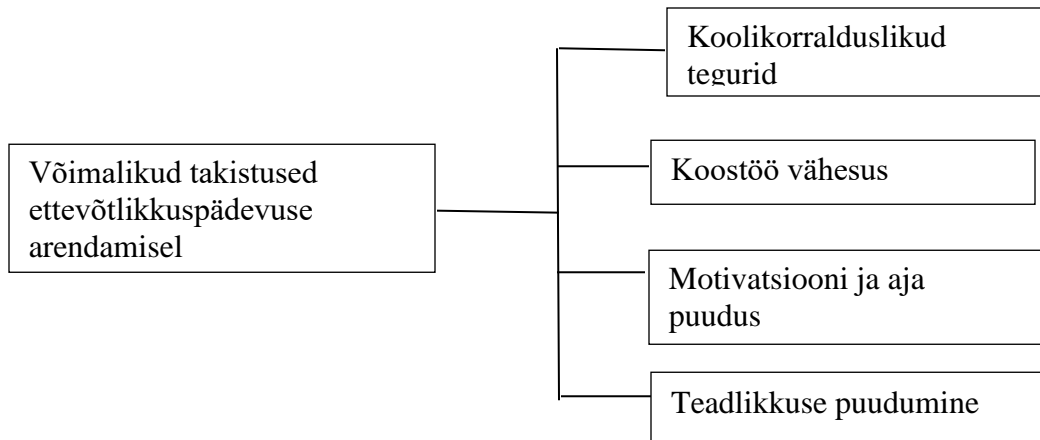 Koolikorralduslikud
tegurid
Võimalikud takistused
ettevõtlikkuspädevuse
arendamisel
Koostöö vähesus
Motivatsiooni ja aja
puudus
Teadlikkuse puudumine